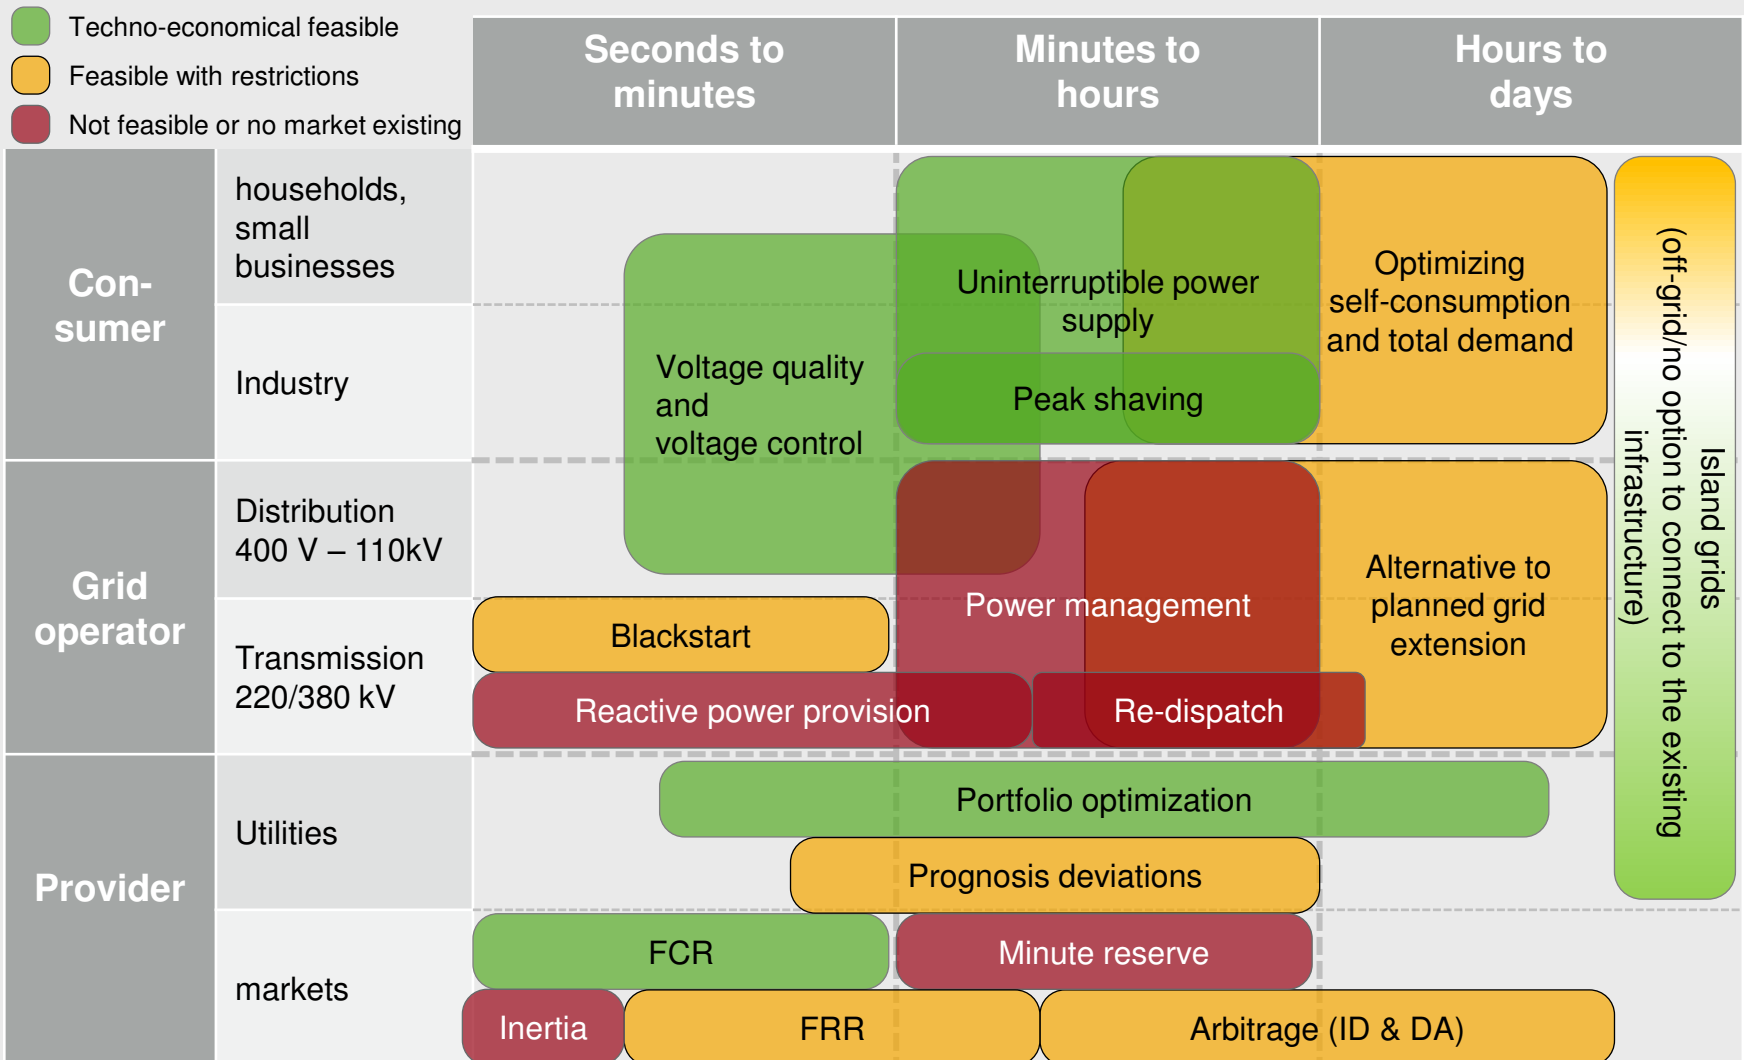 Techno-economical feasible
Feasible with restrictions
Not feasible or no market existing
Seconds to
minutes
Minutes to
hours
Hours to
days
Con-
sumer
households,
small
businesses
Industry
Voltage quality
and
voltage control
Uninterruptible power
supply
Peak shaving
Optimizing
self-consumption
and total demand
Island grids
(off-grid/no option to connect to the existing
infrastructure)
Grid
operator
Distribution
400 V – 110kV
Transmission
220/380 kV
Blackstart
Reactive power provision
Power management
Re-dispatch
Alternative to
planned grid
extension
Provider
Utilities
Portfolio optimization
Prognosis deviations
markets
FCR
Minute reserve
Inertia
FRR
Arbitrage (ID & DA)